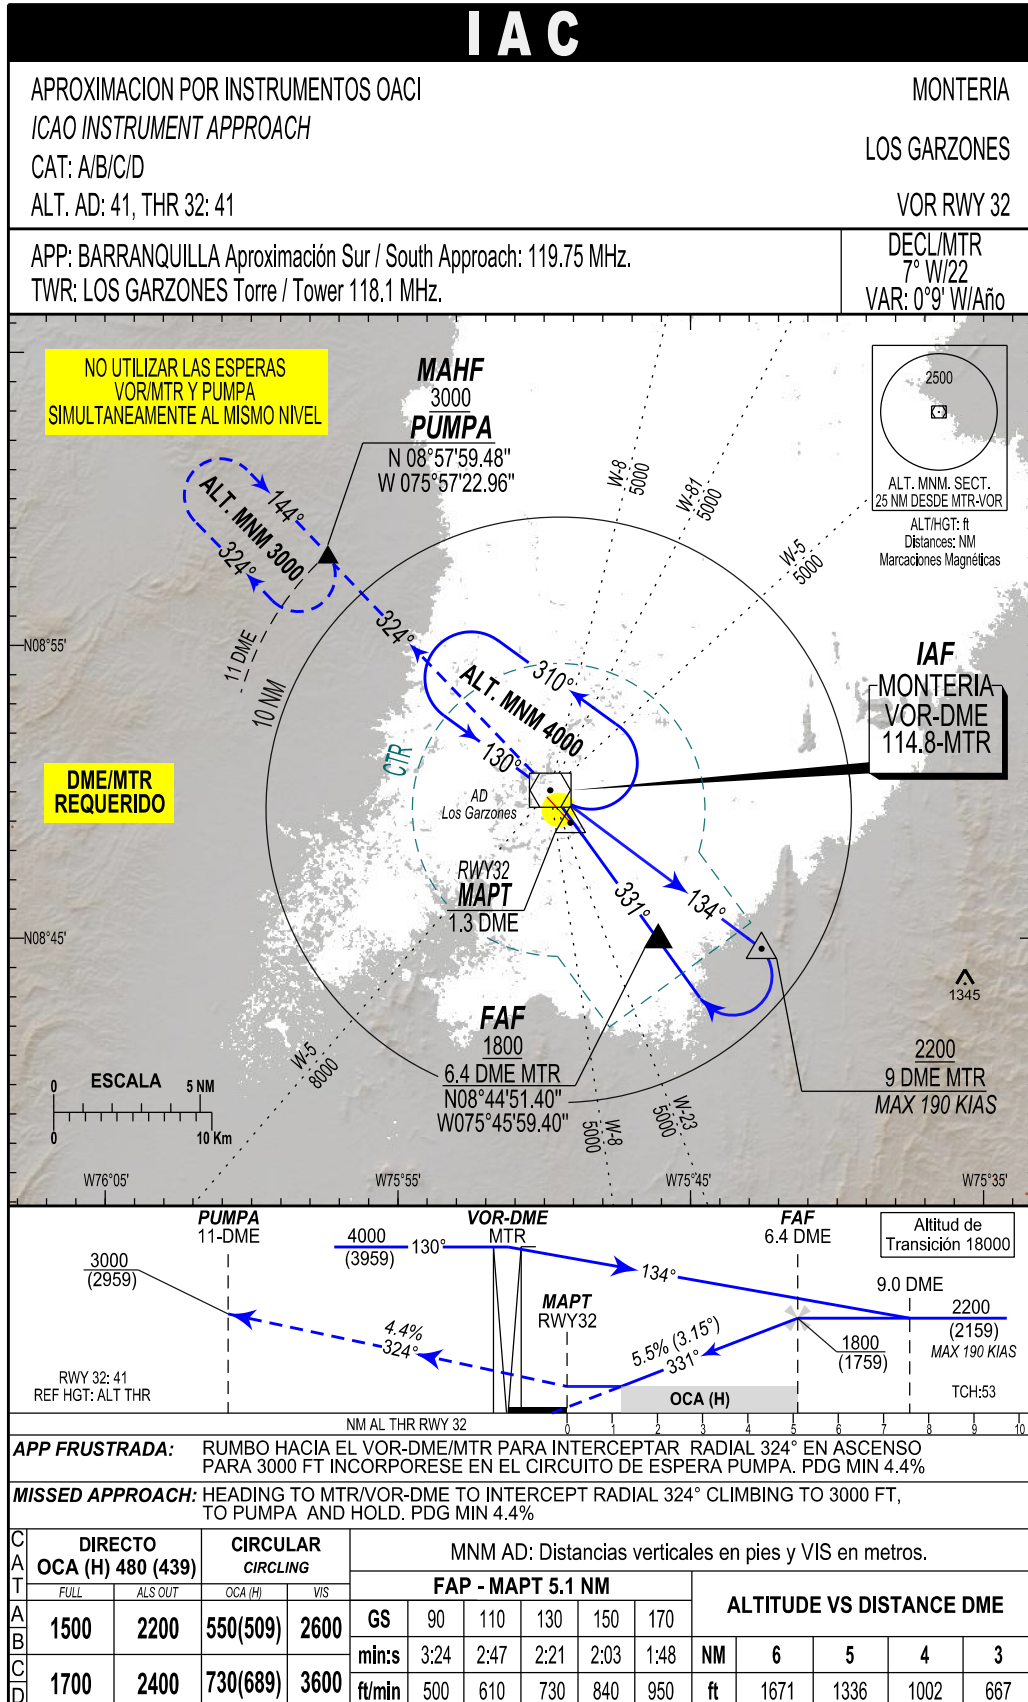 IAC
APROXIMACION POR INSTRUMENTOS OACI
ICAO INSTRUMENT APPROACH
CAT: A/B/C/D
ALT. AD: 41, THR 32: 41
MONTERIA
LOS GARZONES
VOR RWY 32
APP: BARRANQUILLA Aproximación Sur / South Approach: 119.75 MHz.
TWR: LOS GARZONES Torre / Tower 118.1 MHz.
DECL/MTR
7° W/22
VAR: 0°9' W/Año
NO UTILIZAR LAS ESPERAS
VOR/MTR Y PUMPA
SIMULTANEAMENTE AL MISMO NIVEL
MAHF
3000
PUMPA
N 08°57'59.48"
W 075°57'22.96"
2500
ALT. MNM. SECT.
25 NM DESDE MTR-VOR
ALT/HGT: ft
Distances: NM
Marcaciones Magnéticas
W-8
5000
W-81
5000
W-5
5000
144°
ALT. MNM 3000
324°
324°
11 DME
10 NM
N08°55'
310°
ALT. MNM 4000
130°
CTR
IAF
MONTERIA
VOR-DME
114.8-MTR
DME/MTR
REQUERIDO
AD
Los Garzones
RWY32
MAPT
1.3 DME
331°
134°
N08°45'
1345
FAF
1800
6.4 DME MTR
N08°44'51.40"
W075°45'59.40"
2200
9 DME MTR
MAX 190 KIAS
W-5
8000
W-8
5000
W-23
5000
0 ESCALA 5 NM
0 10 Km
W76°05'
W75°55'
W75°45'
W75°35'
PUMPA
11-DME
VOR-DME
MTR
FAF
6.4 DME
Altitud de
Transición 18000
3000
(2959)
4000
(3959)
130°
134°
9.0 DME
MAPT
RWY32
2200
(2159)
MAX 190 KIAS
4.4%
324°
5.5% (3.15°)
331°
1800
(1759)
RWY 32: 41
REF HGT: ALT THR
OCA (H)
TCH:53
NM AL THR RWY 32
0 1 2 3 4 5 6 7 8 9 10
APP FRUSTRADA: RUMBO HACIA EL VOR-DME/MTR PARA INTERCEPTAR RADIAL 324° EN ASCENSO
PARA 3000 FT INCORPORESE EN EL CIRCUITO DE ESPERA PUMPA. PDG MIN 4.4%
MISSED APPROACH: HEADING TO MTR/VOR-DME TO INTERCEPT RADIAL 324° CLIMBING TO 3000 FT,
TO PUMPA AND HOLD. PDG MIN 4.4%
CAT
DIRECTO
OCA (H) 480 (439)
CIRCULAR
CIRCLING
MNM AD: Distancias verticales en pies y VIS en metros.
FULL ALS OUT OCA (H) VIS
FAP - MAPT 5.1 NM
ALTITUDE VS DISTANCE DME
A
B
1500 2200 550(509) 2600
C
D
1700 2400 730(689) 3600
GS 90 110 130 150 170
min:s 3:24 2:47 2:21 2:03 1:48
ft/min 500 610 730 840 950
NM 6 5 4 3
ft 1671 1336 1002 667